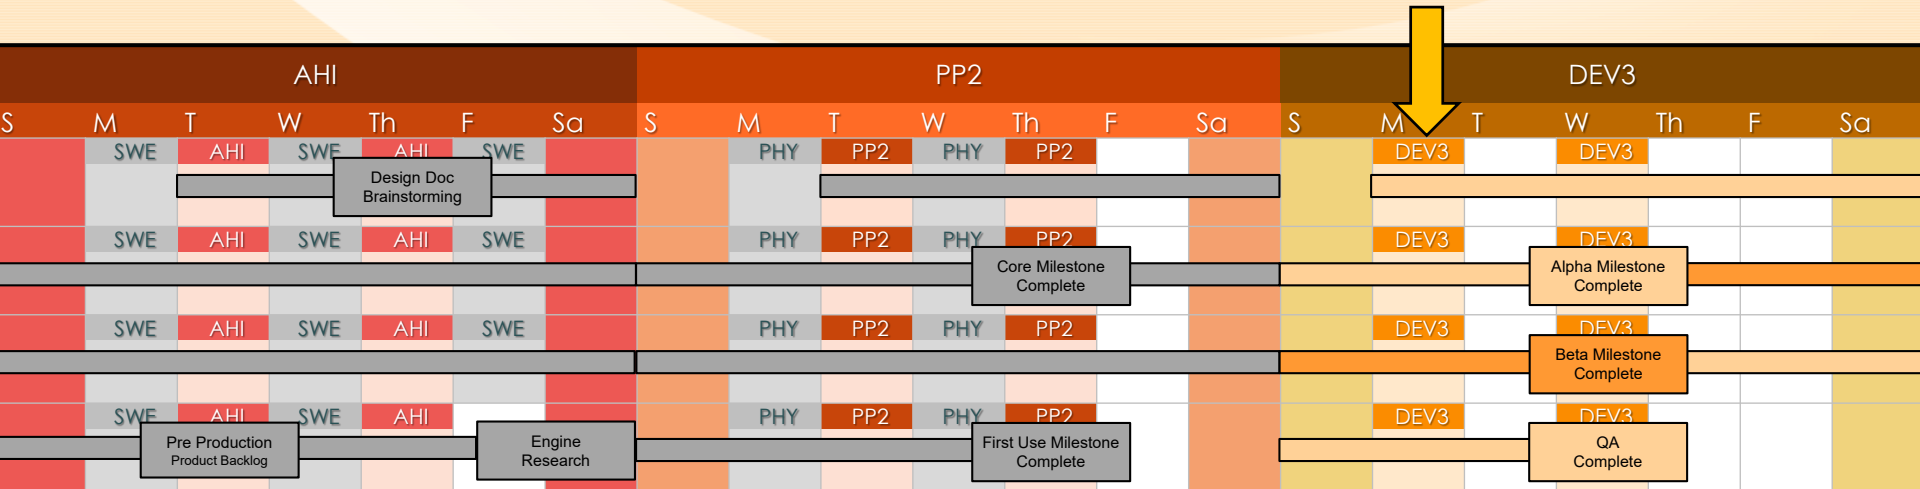 AHI PP2 DEV3
S M T W Th F Sa S M T W Th F Sa S M T W Th F Sa
SWE AHI SWE AHI SWE PHY PP2 PHY PP2 DEV3 DEV3
Design Doc
Brainstorming
SWE AHI SWE AHI SWE PHY PP2 PHY PP2 DEV3 DEV3
Core Milestone
Complete
Alpha Milestone
Complete
SWE AHI SWE AHI SWE PHY PP2 PHY PP2 DEV3 DEV3
Beta Milestone
Complete
SWE AHI SWE AHI PHY PP2 PHY PP2 DEV3 DEV3
Pre Production
Product Backlog
Engine
Research
First Use Milestone
Complete
QA
Complete